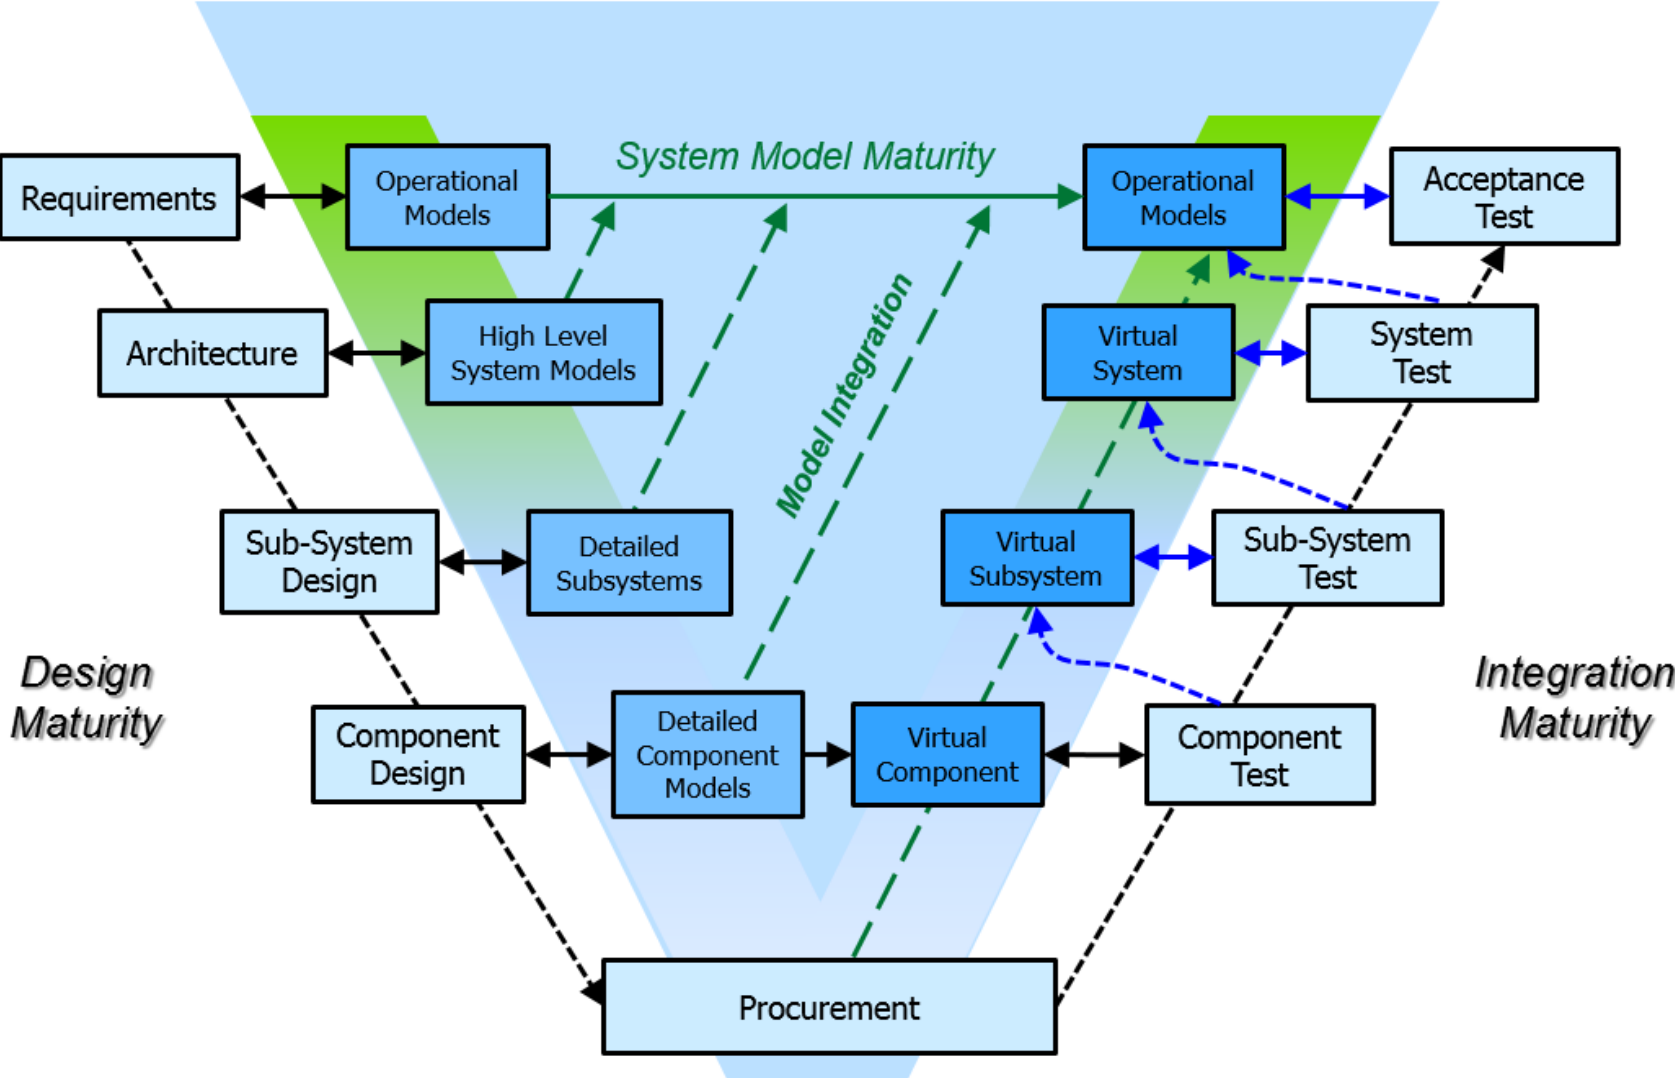 System Model Maturity
Requirements
Operational
Models
Operational
Models
Acceptance
Test
Architecture
High Level
System Models
Model Integration
Virtual
System
System
Test
Sub-System
Design
Detailed
Subsystems
Virtual
Subsystem
Sub-System
Test
Design
Maturity
Integration
Maturity
Component
Design
Detailed
Component
Models
Virtual
Component
Component
Test
Procurement